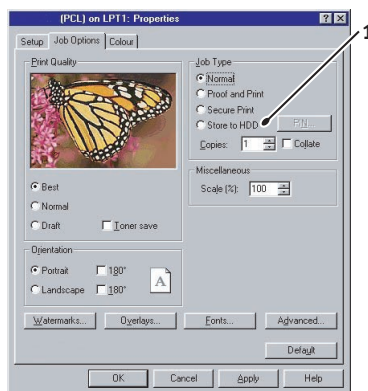 (PCL) on LPT1: Properties
Setup Job Options Colour
Print Quality
Best
Normal
Draft Toner save
Orientation
Portrait 180°
Landscape 180°
A
Job Type
Normal
Proof and Print
Secure Print
Store to HDD PIN...
Copies: 1 Collate
Miscellaneous
Scale (%): 100
Watermarks... Overlays... Fonts... Advanced...
Default
OK Cancel Apply Help
1